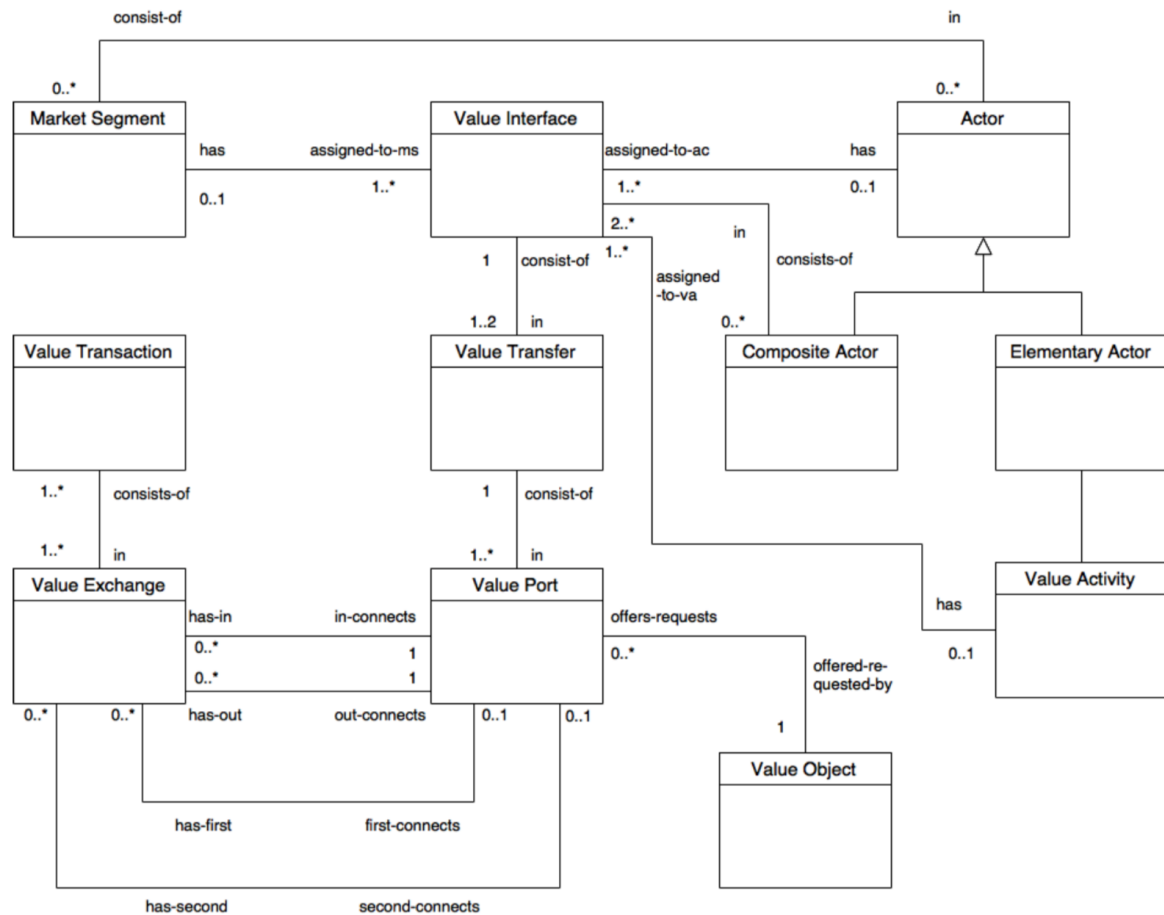 consist-of in
0..* 0..*
Market Segment Value Interface Actor
has assigned-to-ms assigned-to-ac has
0..1 1..* 1..* 0..1
2..* in
1 consist-of 1..* consists-of
assigned
-to-va
1..2 in 0..*
Value Transaction Value Transfer Composite Actor Elementary Actor
1..* consists-of 1 consist-of
1..* in 1..* in
Value Exchange Value Port Value Activity
has-in in-connects offers-requests has
0..* 1 0..* 0..1
0..* 1 offered-re-
quested-by
0..* 0..* has-out out-connects 0..1 0..1
1
Value Object
has-first first-connects
has-second second-connects